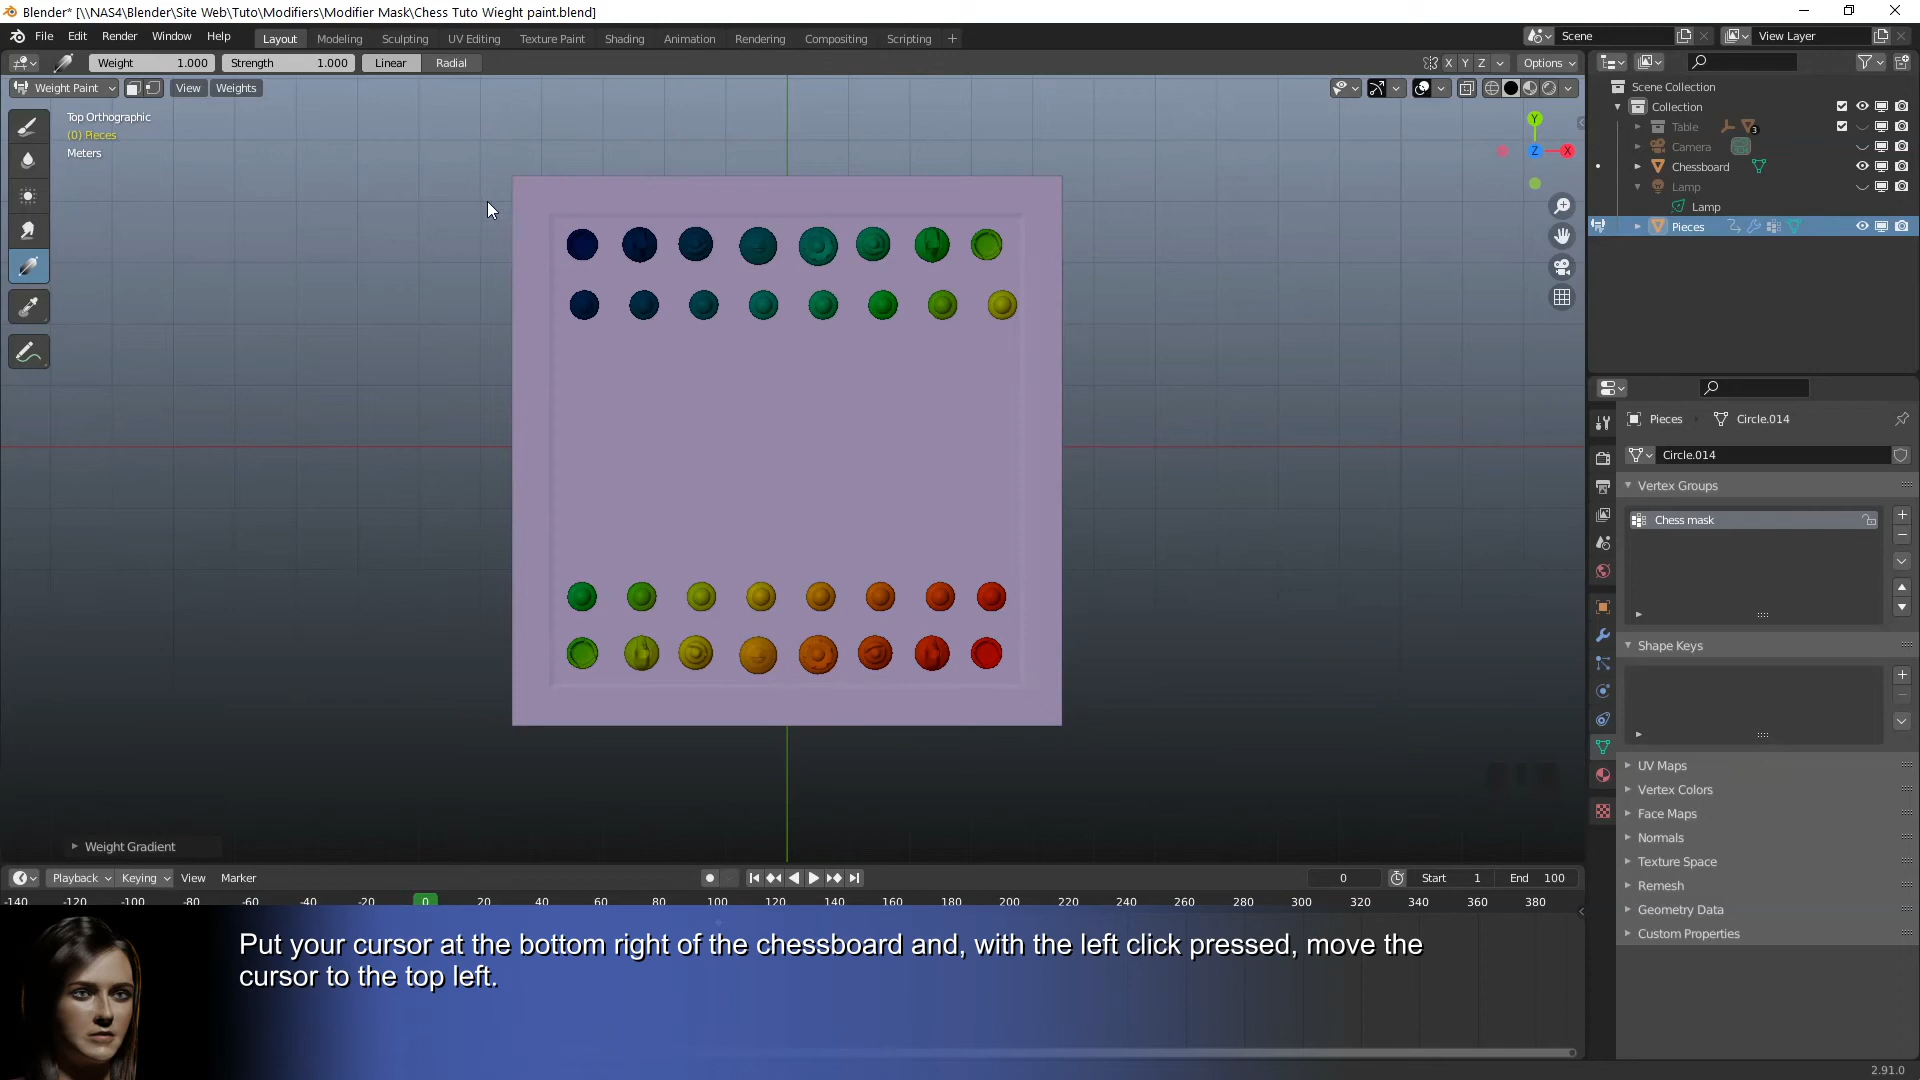 Blender* [\\NAS4\Blender\Site Web\Tuto\Modifiers\Modifier Mask\Chess Tuto Wieght paint.blend]
File Edit Render Window Help Layout Modeling Sculpting UV Editing Texture Paint Shading Animation Rendering Compositing Scripting + Scene View Layer
Weight 1.000 Strength 1.000 Linear Radial X Y Z Options
Weight Paint View Weights
Top Orthographic
(0) Pieces
Meters
Y
Z
X
Scene Collection
Collection
Table 3
Camera
Chessboard
Lamp
Lamp
Pieces
Pieces Circle.014
Circle.014
Vertex Groups
Chess mask
Shape Keys
UV Maps
Vertex Colors
Face Maps
Normals
Texture Space
Remesh
Geometry Data
Custom Properties
Weight Gradient
Playback Keying View Marker 0 Start 1 End 100
-140 -120 -100 -80 -60 -40 -20 0 20 40 60 80 100 120 140 160 180 200 220 240 260 280 300 320 340 360 380
Put your cursor at the bottom right of the chessboard and, with the left click pressed, move the
cursor to the top left.
2.91.0